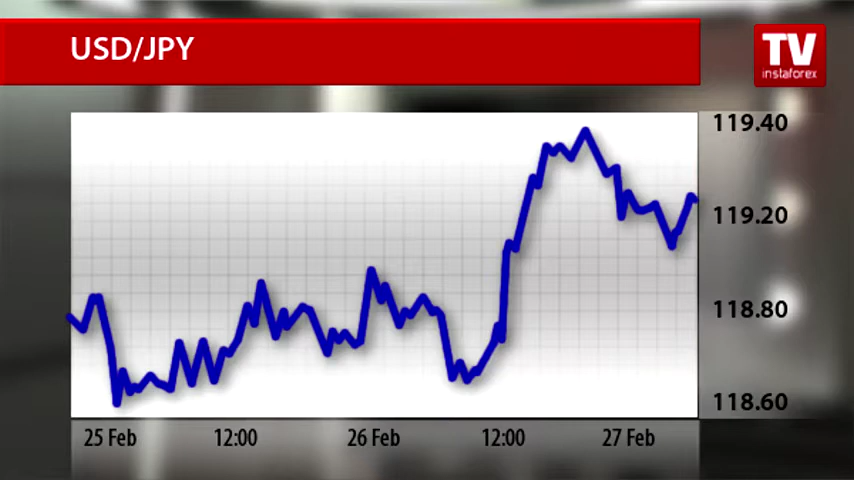 USD/JPY
TV
instaforex
119.40
119.20
118.80
118.60
25 Feb
12:00
26 Feb
12:00
27 Feb